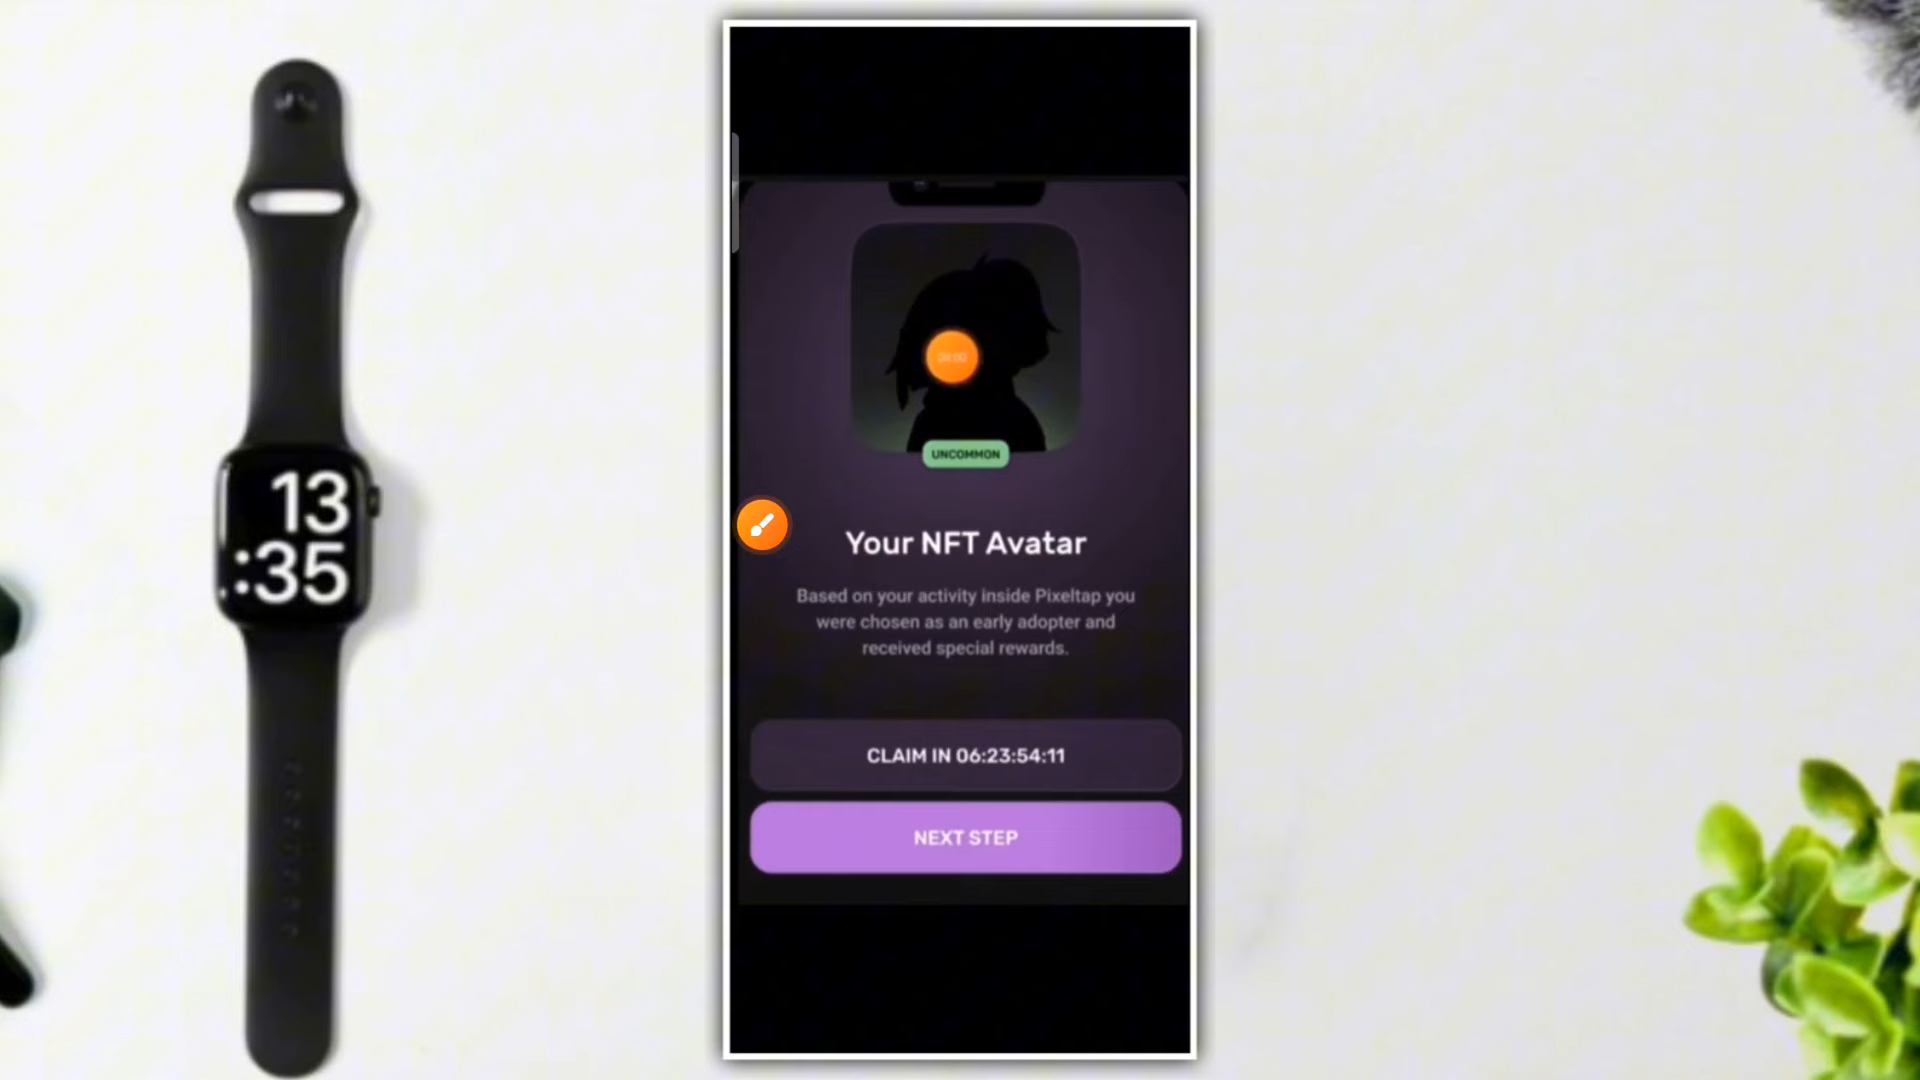 13
:35
UNCOMMON
Your NFT Avatar
Based on your activity inside Pixeltap you
were chosen as an early adopter and
received special rewards.
CLAIM IN 06:23:54:11
NEXT STEP